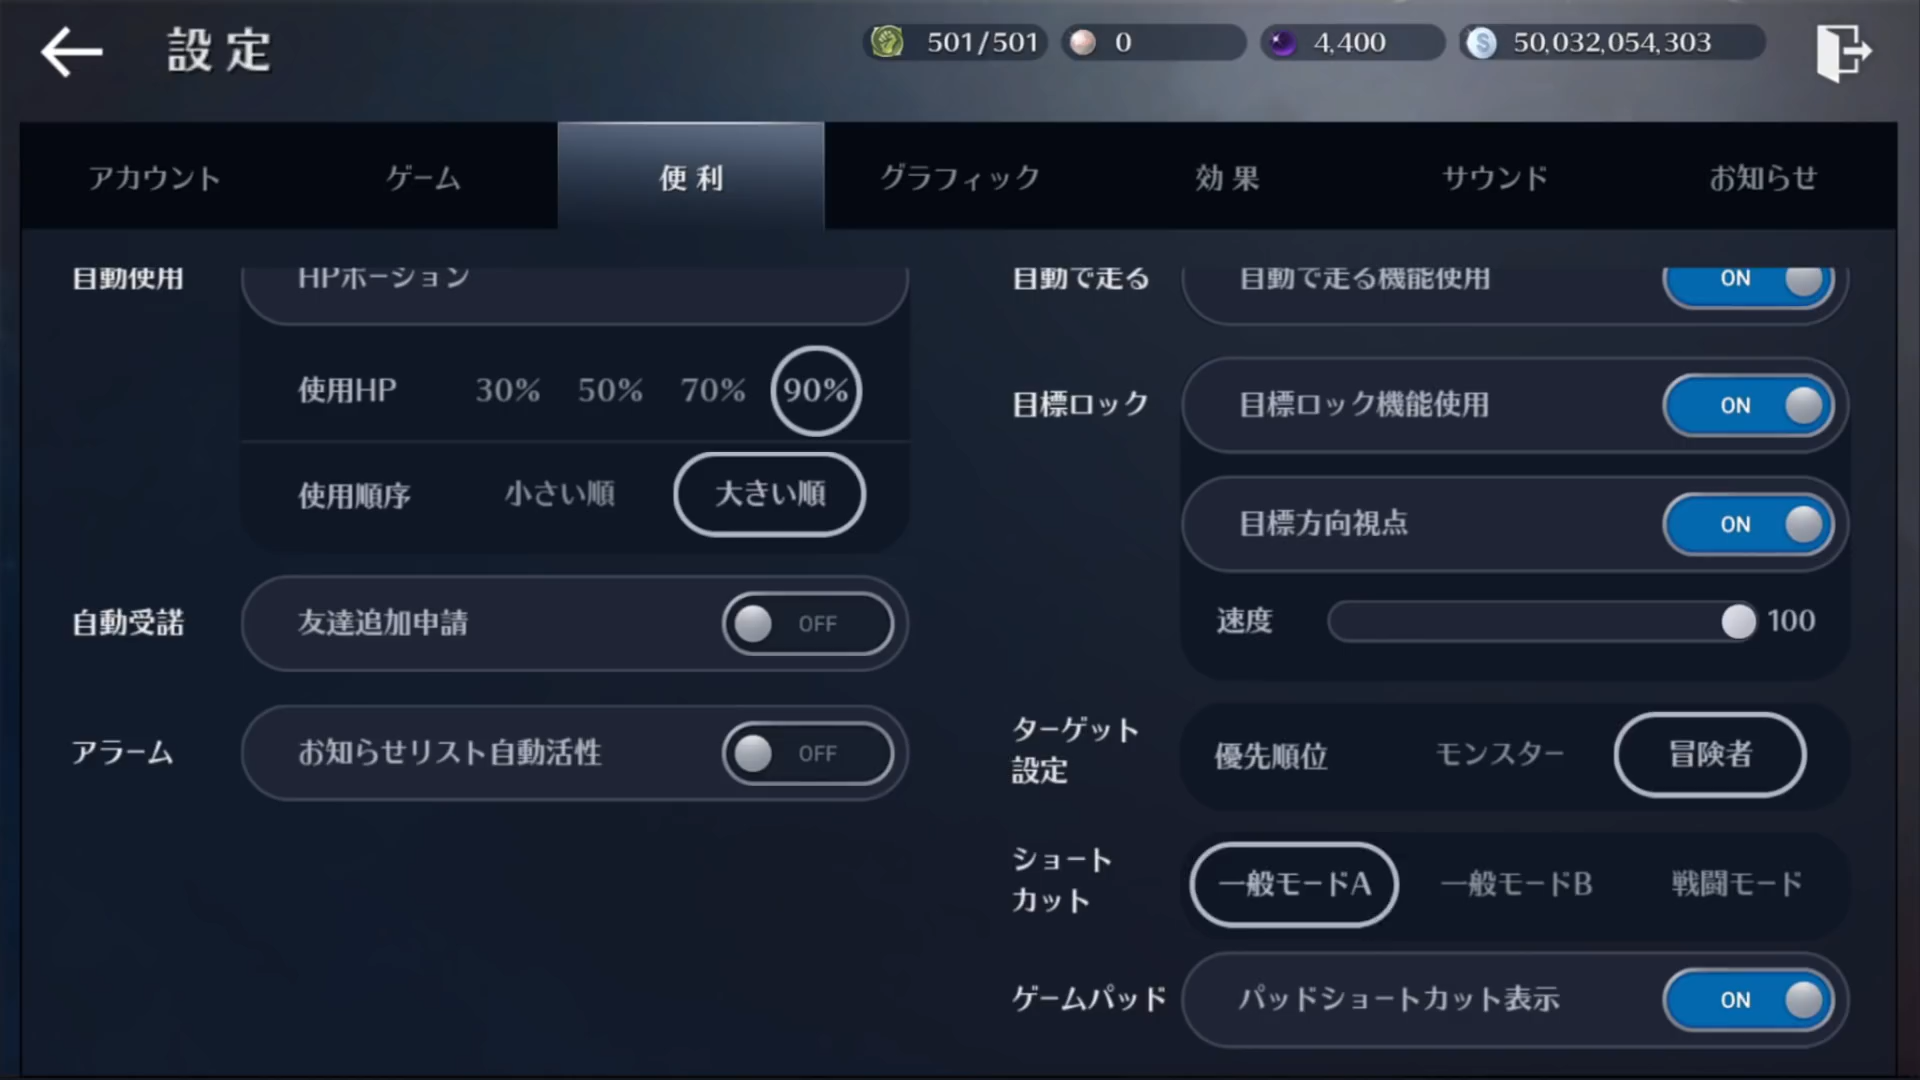 設定
501/501
0
4,400
50,032,054,303
アカウント
ゲーム
便利
グラフィック
効果
サウンド
お知らせ
自動使用
HPポーション
使用HP
30%
50%
70%
90%
使用順序
小さい順
大きい順
自動受諾
友達追加申請
OFF
アラーム
お知らせリスト自動活性
OFF
自動で走る
自動で走る機能使用
ON
目標ロック
目標ロック機能使用
ON
目標方向視点
ON
速度
100
ターゲット
設定
優先順位
モンスター
冒険者
ショート
カット
一般モードA
一般モードB
戦闘モード
ゲームパッド
パッドショートカット表示
ON